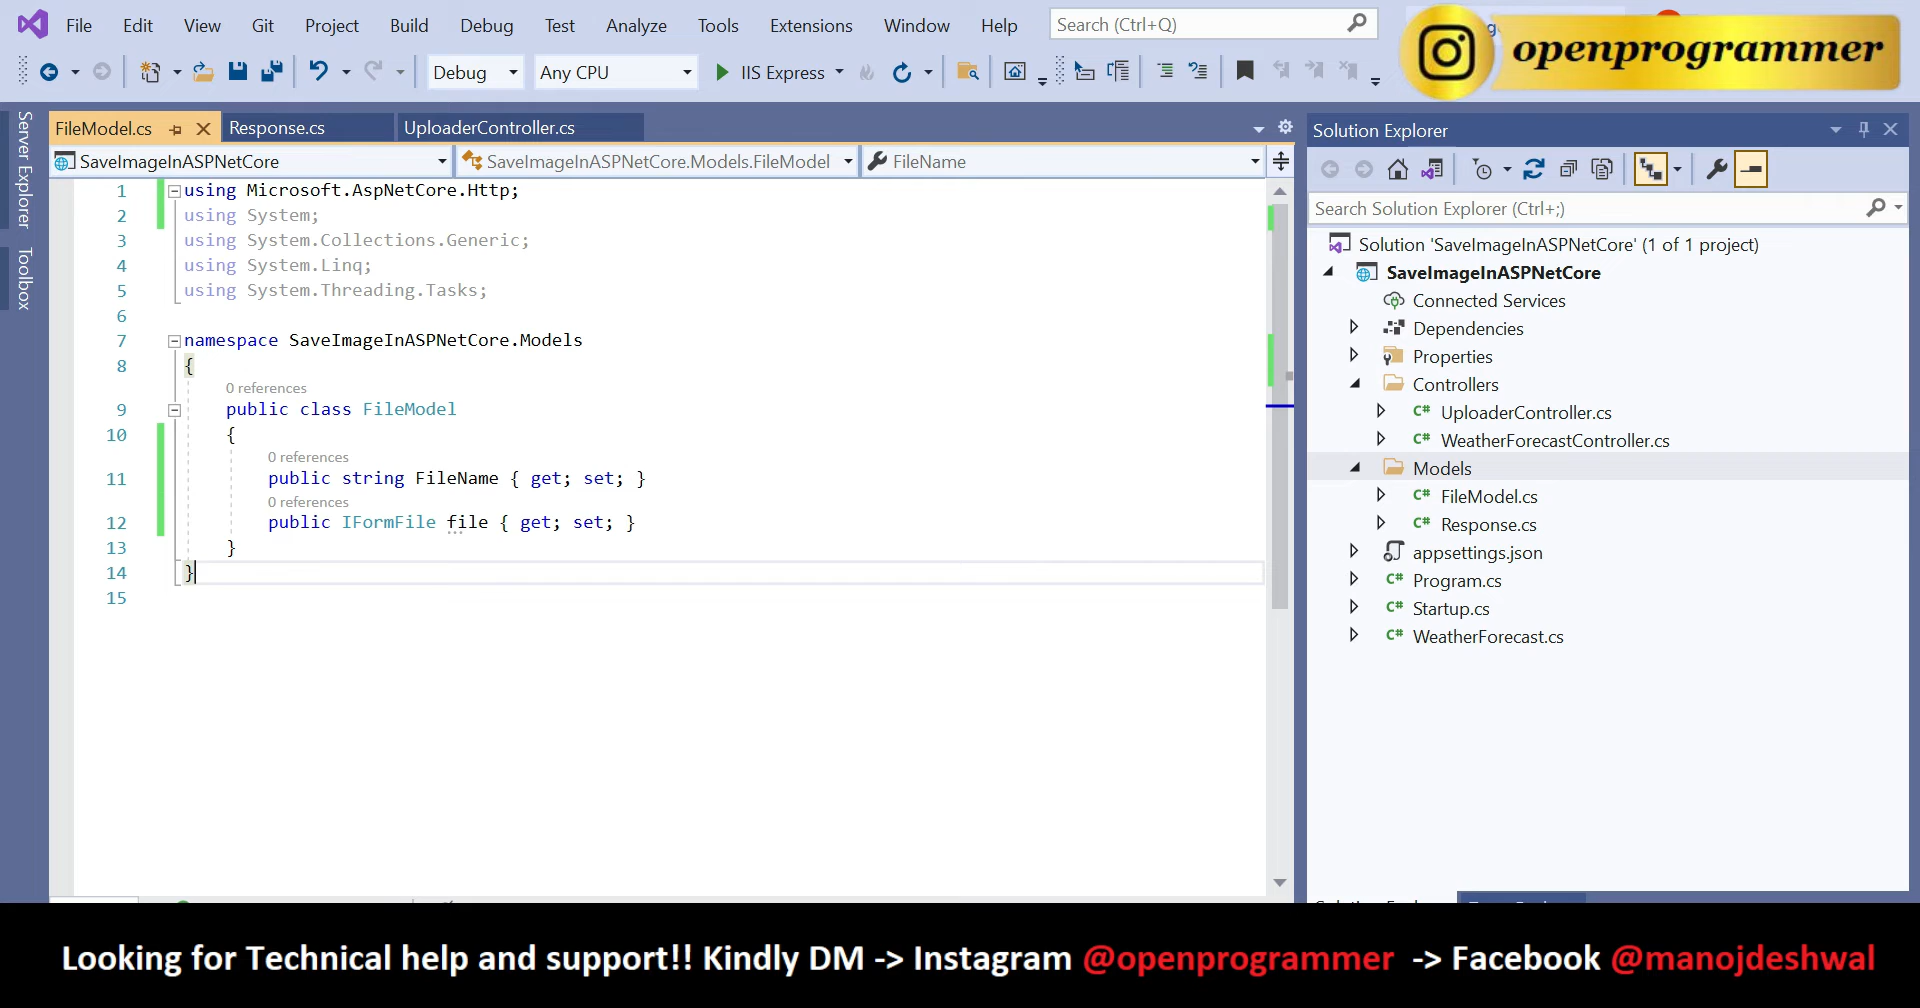 File Edit View Git Project Build Debug Test Analyze Tools Extensions Window Help Search (Ctrl+Q)
openprogrammer
Debug Any CPU IIS Express
Server Explorer
Toolbox
FileModel.cs Response.cs UploaderController.cs
SaveImageInASPNetCore SaveImageInASPNetCore.Models.FileModel FileName
1 using Microsoft.AspNetCore.Http;
2 using System;
3 using System.Collections.Generic;
4 using System.Linq;
5 using System.Threading.Tasks;
6
7 namespace SaveImageInASPNetCore.Models
8 {
0 references
9 public class FileModel
10 {
0 references
11 public string FileName { get; set; }
0 references
12 public IFormFile file { get; set; }
13 }
14 }
15
Solution Explorer
Search Solution Explorer (Ctrl+;)
Solution 'SaveImageInASPNetCore' (1 of 1 project)
SaveImageInASPNetCore
Connected Services
Dependencies
Properties
Controllers
C# UploaderController.cs
C# WeatherForecastController.cs
Models
C# FileModel.cs
C# Response.cs
appsettings.json
C# Program.cs
C# Startup.cs
C# WeatherForecast.cs
Looking for Technical help and support!! Kindly DM -> Instagram @openprogrammer -> Facebook @manojdeshwal